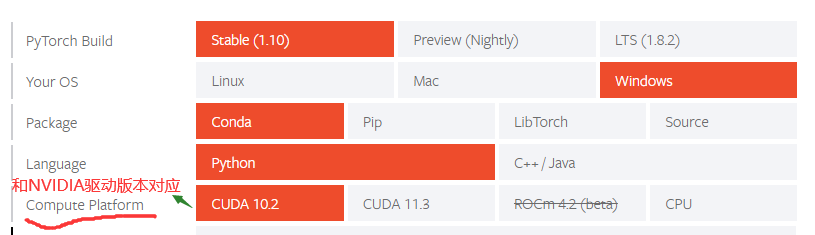 PyTorch Build Stable (1.10) Preview (Nightly) LTS (1.8.2)
Your OS Linux Mac Windows
Package Conda Pip LibTorch Source
Language Python C++ / Java
和NVIDIA驱动版本对应
Compute Platform CUDA 10.2 CUDA 11.3 ROCm 4.2 (beta) CPU